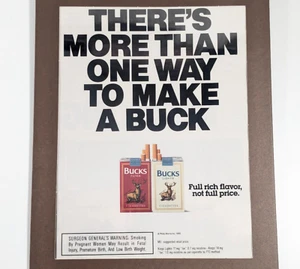 THERE'S
MORE THAN
ONE WAY
TO MAKE
A BUCK
BUCKS
BUCKS
Full rich flavor,
not full price.
SURGEON GENERAL'S WARNING: Smoking
By Pregnant Women May Result in Fetal
Injury, Premature Birth, And Low Birth Weight.